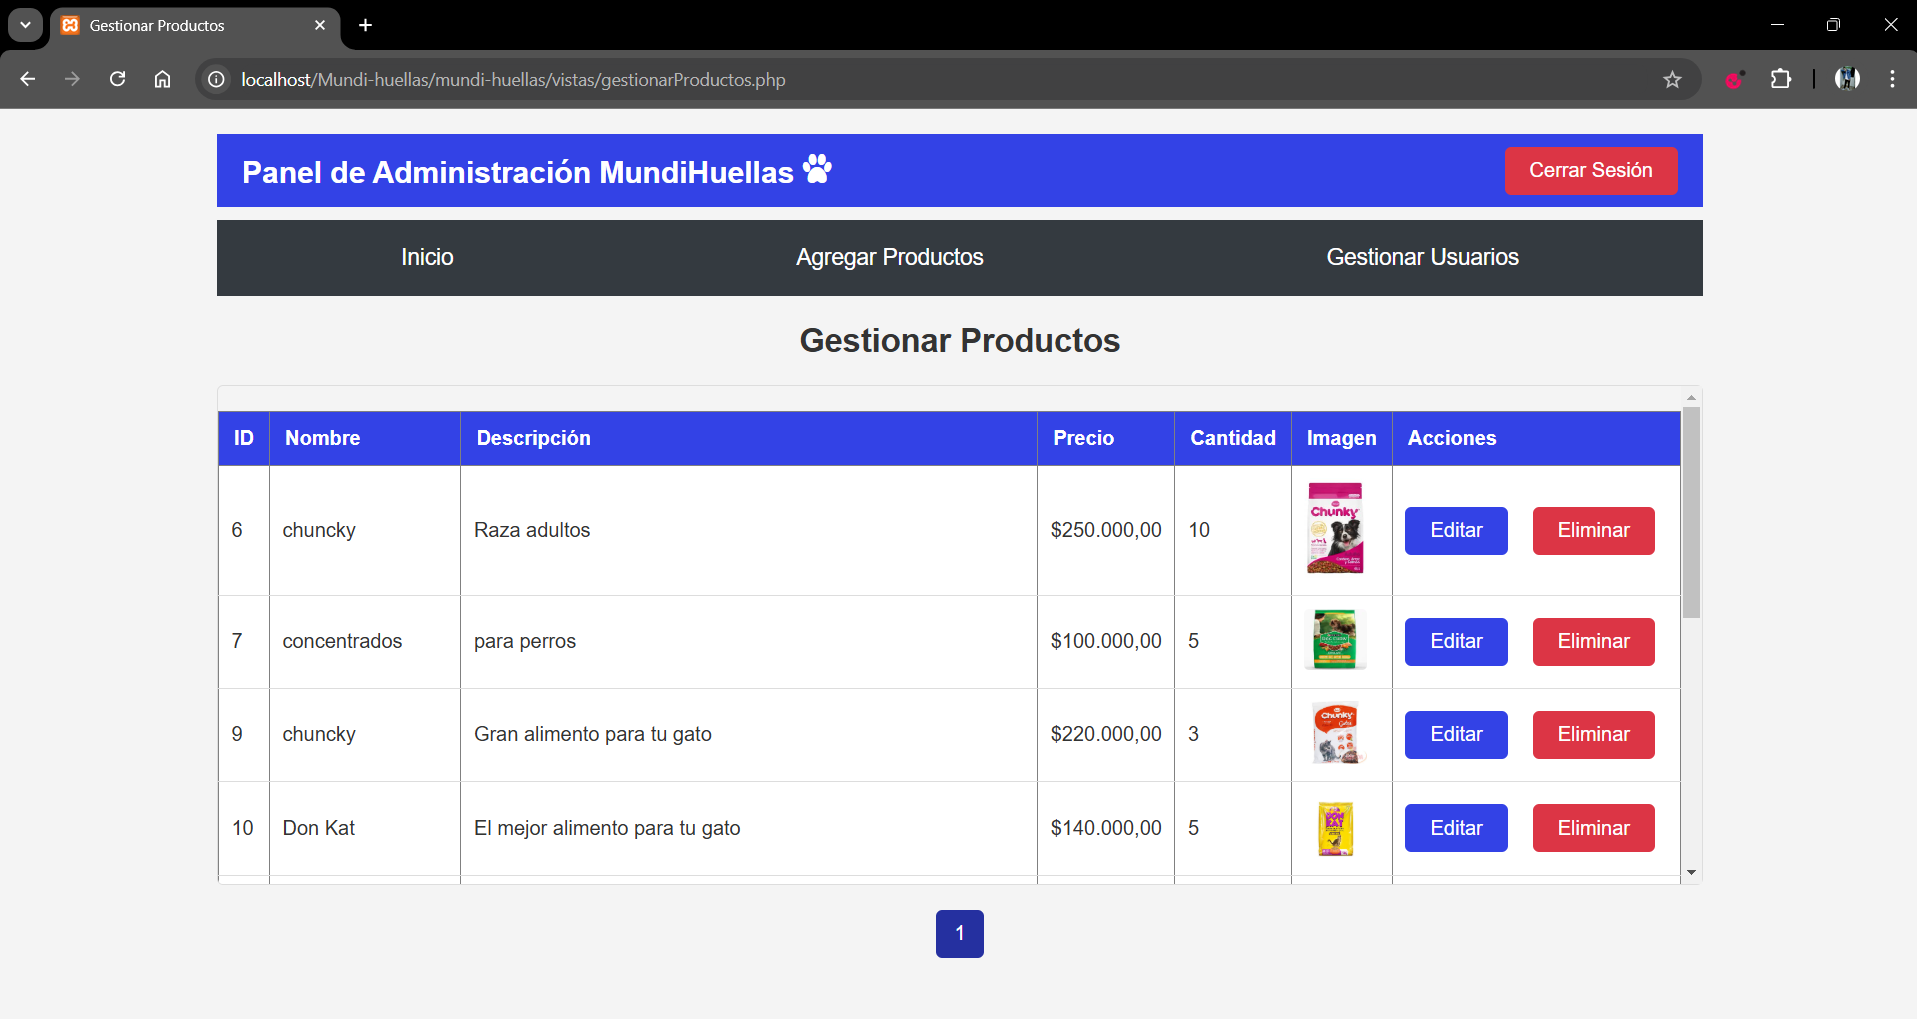 Gestionar Productos
localhost/Mundi-huellas/mundi-huellas/vistas/gestionarProductos.php
Panel de Administración MundiHuellas
Cerrar Sesión
Inicio Agregar Productos Gestionar Usuarios
Gestionar Productos
ID Nombre Descripción Precio Cantidad Imagen Acciones
6 chuncky Raza adultos $250.000,00 10 Editar Eliminar
Chunky
7 concentrados para perros $100.000,00 5 Editar Eliminar
9 chuncky Gran alimento para tu gato $220.000,00 3 Editar Eliminar
Chunky
10 Don Kat El mejor alimento para tu gato $140.000,00 5 Editar Eliminar
DON KAT
1